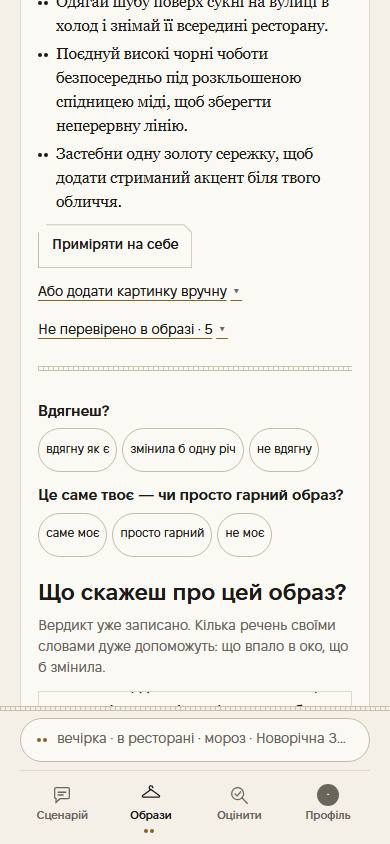 Одягай шубу поверх сукні на вулиці в
холод і знімай її всередині ресторану.
Поєднуй високі чорні чоботи
безпосередньо під розкльошеною
спідницею міді, щоб зберегти
неперервну лінію.
Застебни одну золоту сережку, щоб
додати стриманий акцент біля твого
обличчя.
Приміряти на себе
Або додати картинку вручну
Не перевірено в образі · 5
Вдягнеш?
вдягну як є
змінила б одну річ
не вдягну
Це саме твоє — чи просто гарний образ?
саме моє
просто гарний
не моє
Що скажеш про цей образ?
Вердикт уже записано. Кілька речень своїми
словами дуже допоможуть: що впало в око, що
б змінила.
вечірка · в ресторані · мороз · Новорічна З...
Сценарій
Образи
Оцінити
Профіль